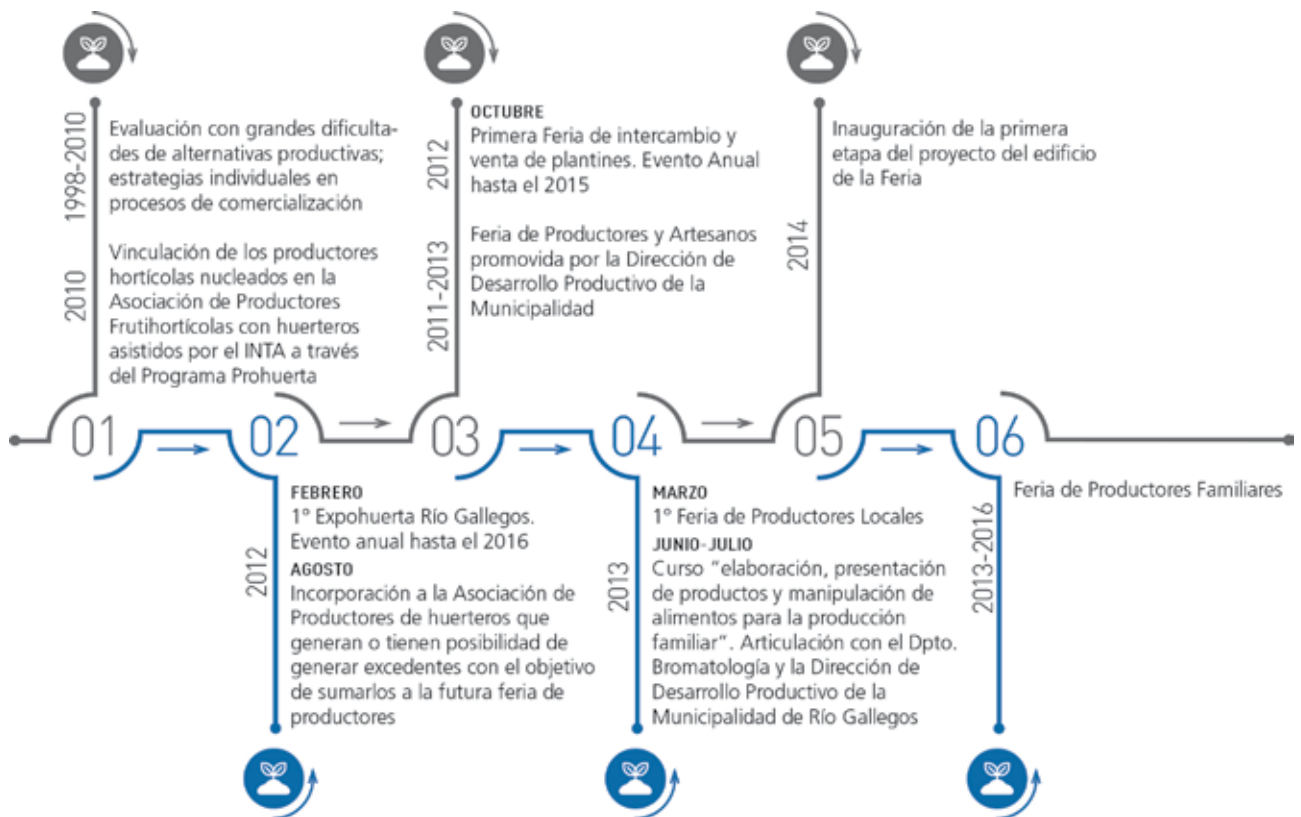 1998-2010
Evaluación con grandes dificulta-
des de alternativas productivas;
estrategias individuales en
procesos de comercialización
2010
Vinculación de los productores
hortícolas nucleados en la
Asociación de Productores
Frutihortícolas con huerteros
asistidos por el INTA a través
del Programa Prohuerta
01
02
2012
FEBRERO
1º Expohuerta Río Gallegos.
Evento anual hasta el 2016
AGOSTO
Incorporación a la Asociación de
Productores de huerteros que
generan o tienen posibilidad de
generar excedentes con el objetivo
de sumarlos a la futura feria de
productores
2012
OCTUBRE
Primera Feria de intercambio y
venta de plantines. Evento Anual
hasta el 2015
2011-2013
Feria de Productores y Artesanos
promovida por la Dirección de
Desarrollo Productivo de la
Municipalidad
03
04
2013
MARZO
1º Feria de Productores Locales
JUNIO-JULIO
Curso "elaboración, presentación
de productos y manipulación de
alimentos para la producción
familiar". Articulación con el Dpto.
Bromatología y la Dirección de
Desarrollo Productivo de la
Municipalidad de Río Gallegos
2014
Inauguración de la primera
etapa del proyecto del edificio
de la Feria
05
06
2013-2016
Feria de Productores Familiares